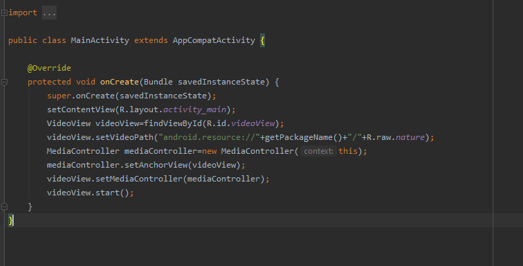 import ...
public class MainActivity extends AppCompatActivity {
@Override
protected void onCreate(Bundle savedInstanceState) {
super.onCreate(savedInstanceState);
setContentView(R.layout.activity_main);
VideoView videoView=findViewById(R.id.videoView);
videoView.setVideoPath("android.resource://"+getPackageName()+"/"+R.raw.nature);
MediaController mediaController=new MediaController( context: this);
mediaController.setAnchorView(videoView);
videoView.setMediaController(mediaController);
videoView.start();
}
}